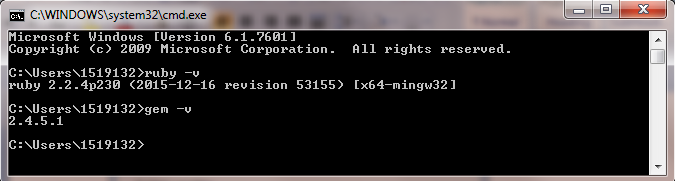 C:\WINDOWS\system32\cmd.exe
Microsoft Windows [Version 6.1.7601]
Copyright (c) 2009 Microsoft Corporation.  All rights reserved.
C:\Users\1519132>ruby -v
ruby 2.2.4p230 (2015-12-16 revision 53155) [x64-mingw32]
C:\Users\1519132>gem -v
2.4.5.1
C:\Users\1519132>